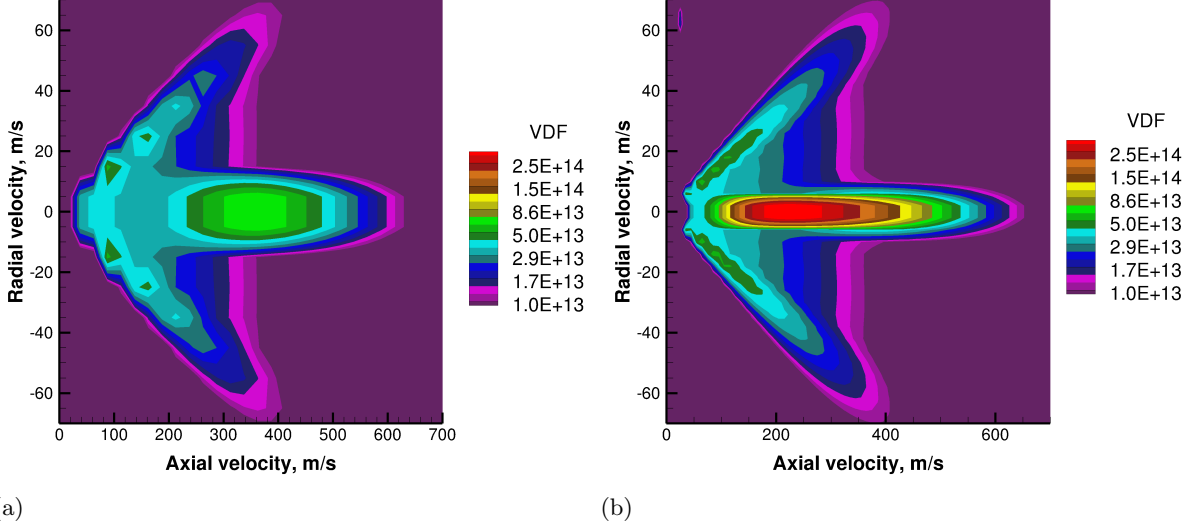 60
40
20
0
-20
-40
-60
Radial velocity, m/s
0
100
200
300
400
500
600
700
Axial velocity, m/s
VDF
2.5E+14
1.5E+14
8.6E+13
5.0E+13
2.9E+13
1.7E+13
1.0E+13
(a)
60
40
20
0
-20
-40
-60
Radial velocity, m/s
0
200
400
600
Axial velocity, m/s
VDF
2.5E+14
1.5E+14
8.6E+13
5.0E+13
2.9E+13
1.7E+13
1.0E+13
(b)